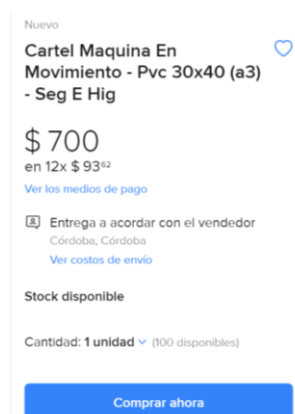 Nuevo
Cartel Maquina En
Movimiento - Pvc 30x40 (a3)
- Seg E Hig
$ 700
en 12x $ 93⁶²
Ver los medios de pago
Entrega a acordar con el vendedor
Córdoba, Córdoba
Ver costos de envío
Stock disponible
Cantidad: 1 unidad (100 disponibles)
Comprar ahora